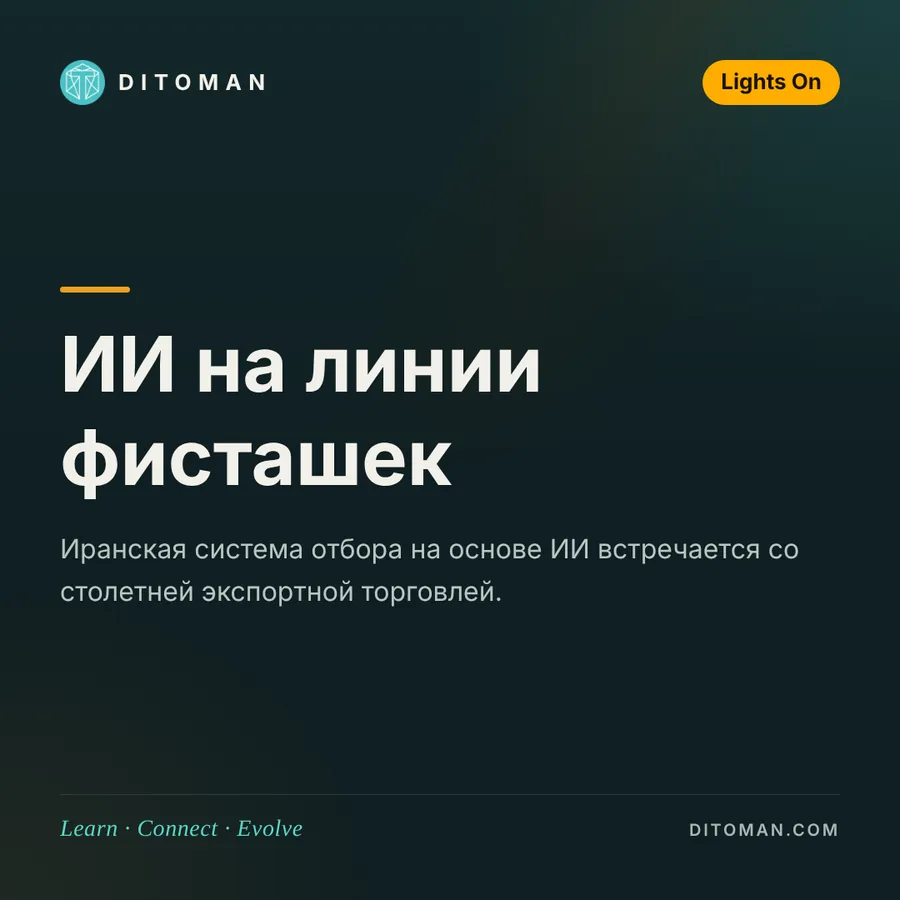 DITOMAN
Lights On
ИИ на линии
фисташек
Иранская система отбора на основе ИИ встречается со
столетней экспортной торговлей.
Learn · Connect · Evolve
DITOMAN.COM